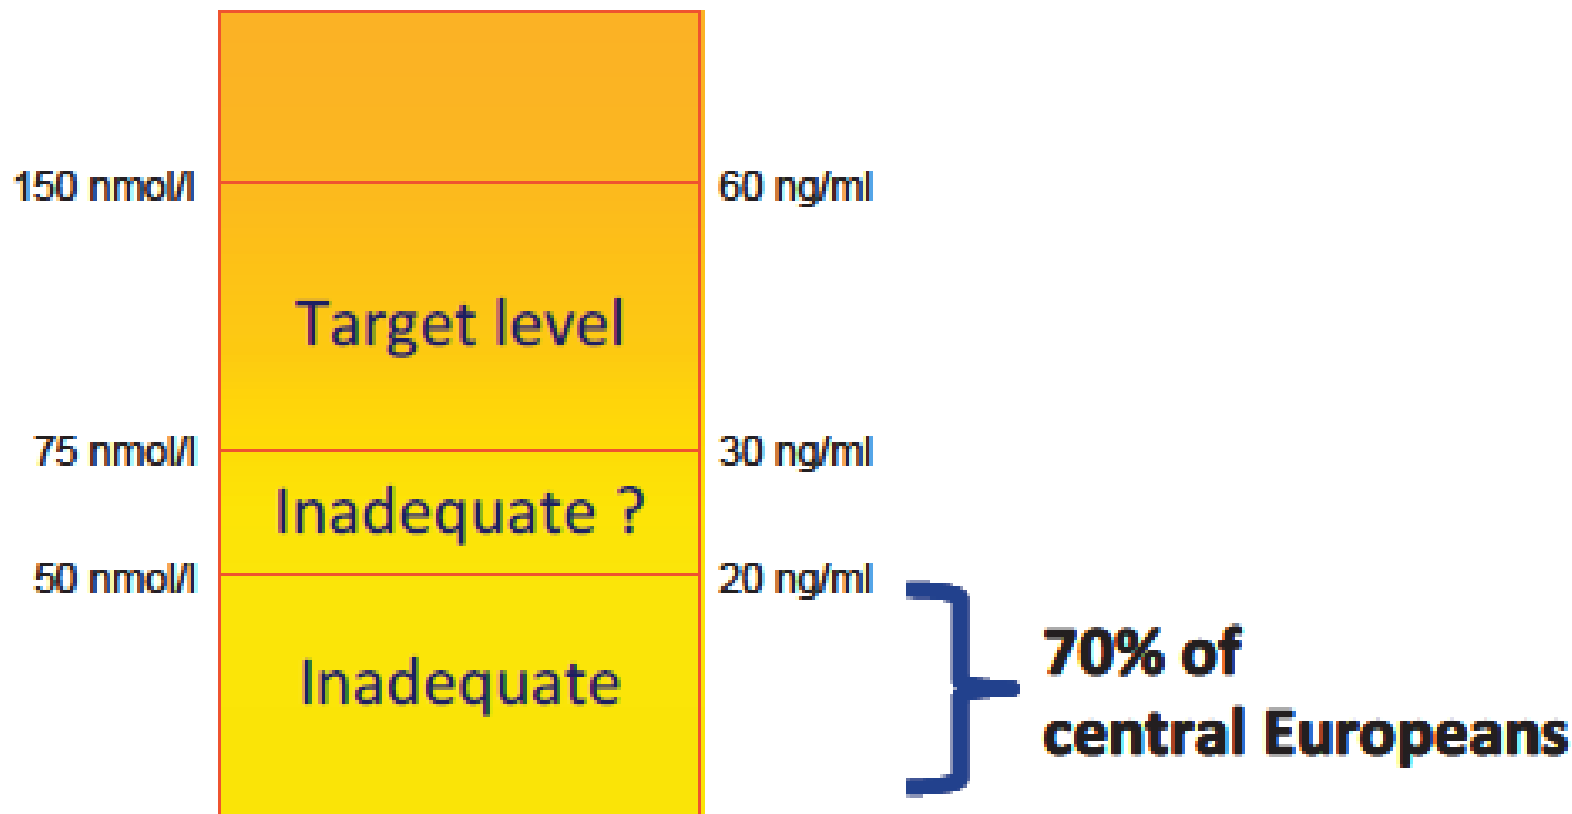 150 nmol/l
60 ng/ml
Target level
75 nmol/l
30 ng/ml
Inadequate ?
50 nmol/l
20 ng/ml
Inadequate
70% of
central Europeans